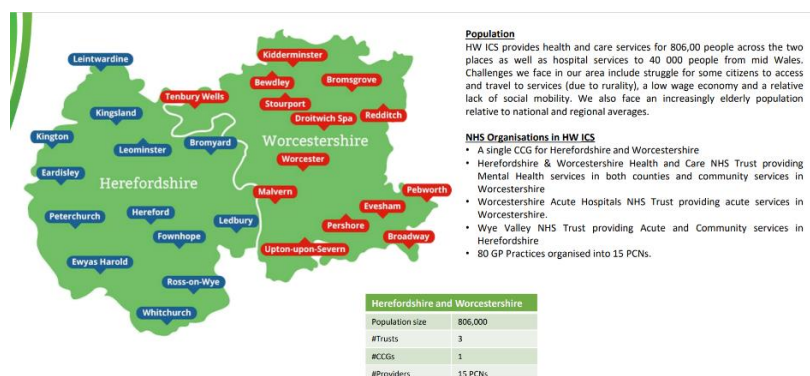 Leintwardine
Kidderminster
Bewdley
Bromsgrove
Tenbury Wells
Stourport
Kingsland
Droitwich Spa
Redditch
Kington
Bromyard
Worcestershire
Leominster
Worcester
Eardisley
Herefordshire
Malvern
Pebworth
Peterchurch
Hereford
Ledbury
Evesham
Fownhope
Pershore
Broadway
Upton-upon-Severn
Ewyas Harold
Ross-on-Wye
Whitchurch
Population
HW ICS provides health and care services for 806,00 people across the two
places as well as hospital services to 40 000 people from mid Wales.
Challenges we face in our area include struggle for some citizens to access
and travel to services (due to rurality), a low wage economy and a relative
lack of social mobility. We also face an increasingly elderly population
relative to national and regional averages.
NHS Organisations in HW ICS
• A single CCG for Herefordshire and Worcestershire
• Herefordshire & Worcestershire Health and Care NHS Trust providing
Mental Health services in both counties and community services in
Worcestershire
• Worcestershire Acute Hospitals NHS Trust providing acute services in
Worcestershire.
• Wye Valley NHS Trust providing Acute and Community services in
Herefordshire
• 80 GP Practices organised into 15 PCNs.
Herefordshire and Worcestershire
Population size 806,000
#Trusts 3
#CCGs 1
#Providers 15 PCNs